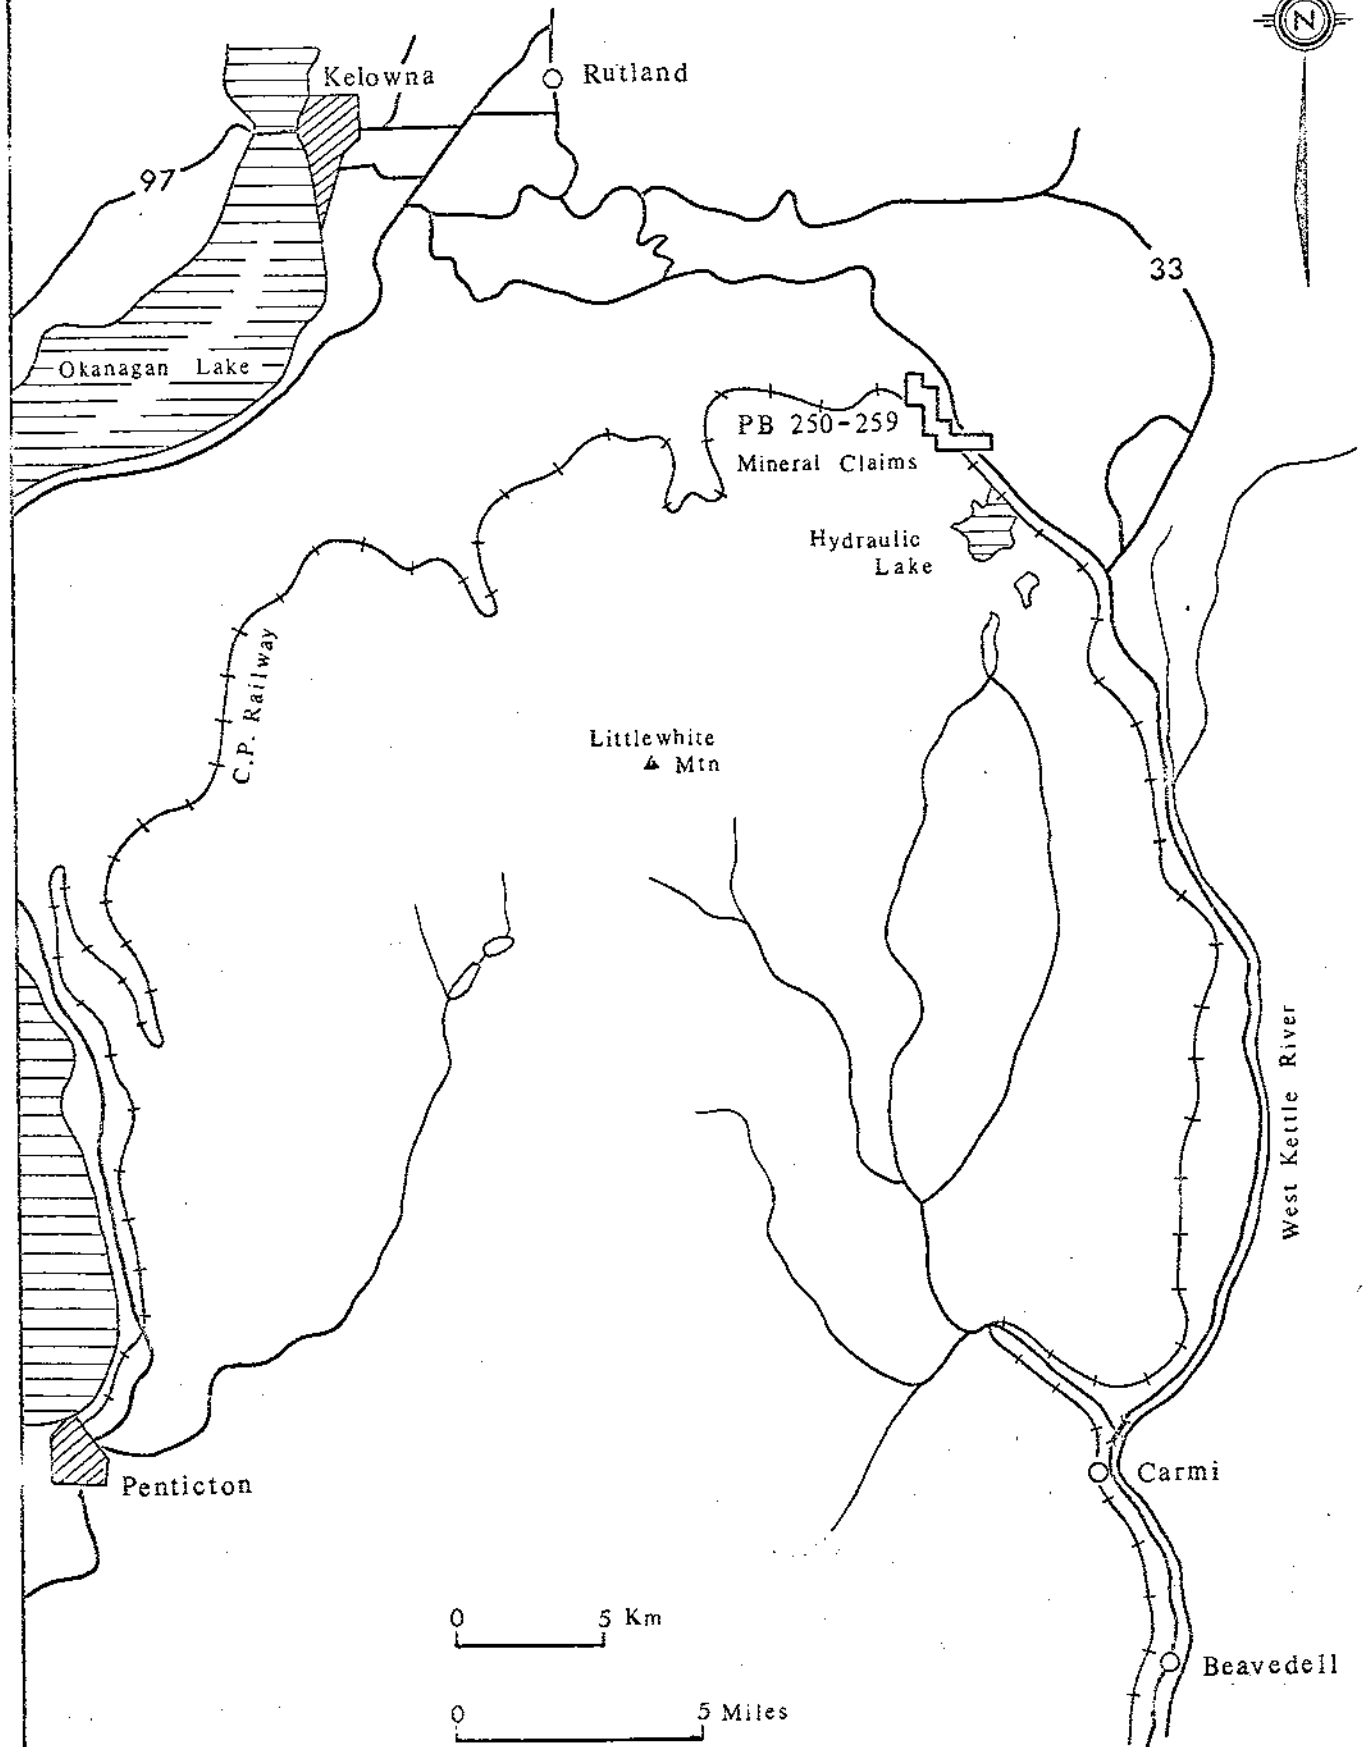 N
Kelowna
Rutland
97
33
Okanagan Lake
PB 250-259
Mineral Claims
Hydraulic
Lake
C.P. Railway
Littlewhite
Mtn
West Kettle River
Penticton
Carmi
0 5 Km
Beavedell
0 5 Miles